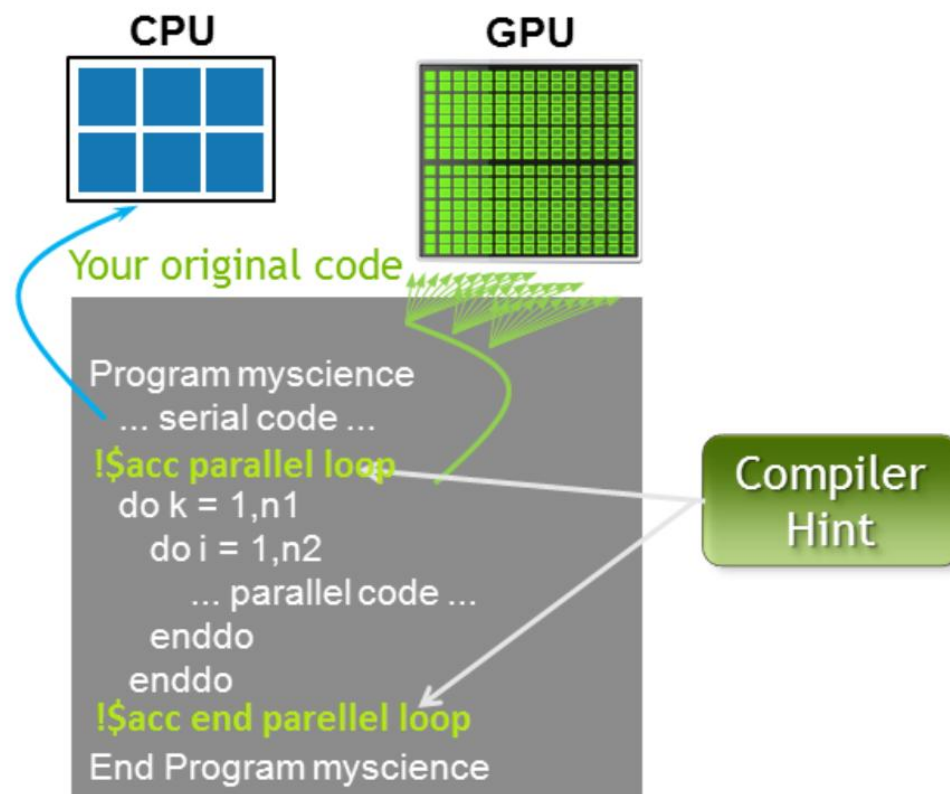 CPU
GPU
Your original code
Program myscience
... serial code ...
!$acc parallel loop
do k = 1,n1
do i = 1,n2
... parallel code ...
enddo
enddo
!$acc end parellel loop
End Program myscience
Compiler
Hint